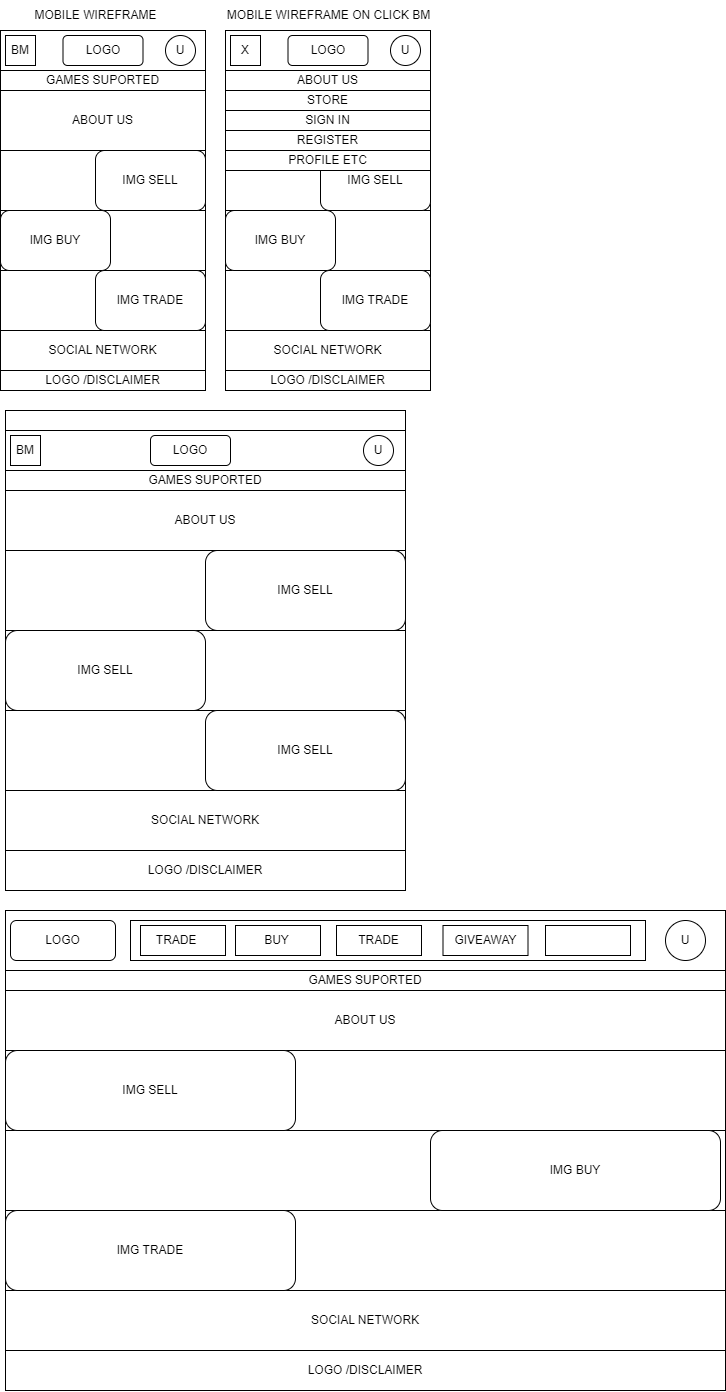 MOBILE WIREFRAME
BM
LOGO
U
GAMES SUPORTED
ABOUT US
IMG SELL
IMG BUY
IMG TRADE
SOCIAL NETWORK
LOGO /DISCLAIMER
MOBILE WIREFRAME ON CLICK BM
X
LOGO
U
ABOUT US
STORE
SIGN IN
REGISTER
PROFILE ETC
IMG SELL
IMG BUY
IMG TRADE
SOCIAL NETWORK
LOGO /DISCLAIMER
BM
LOGO
U
GAMES SUPORTED
ABOUT US
IMG SELL
IMG SELL
IMG SELL
SOCIAL NETWORK
LOGO /DISCLAIMER
LOGO
TRADE
BUY
TRADE
GIVEAWAY
U
GAMES SUPORTED
ABOUT US
IMG SELL
IMG BUY
IMG TRADE
SOCIAL NETWORK
LOGO /DISCLAIMER